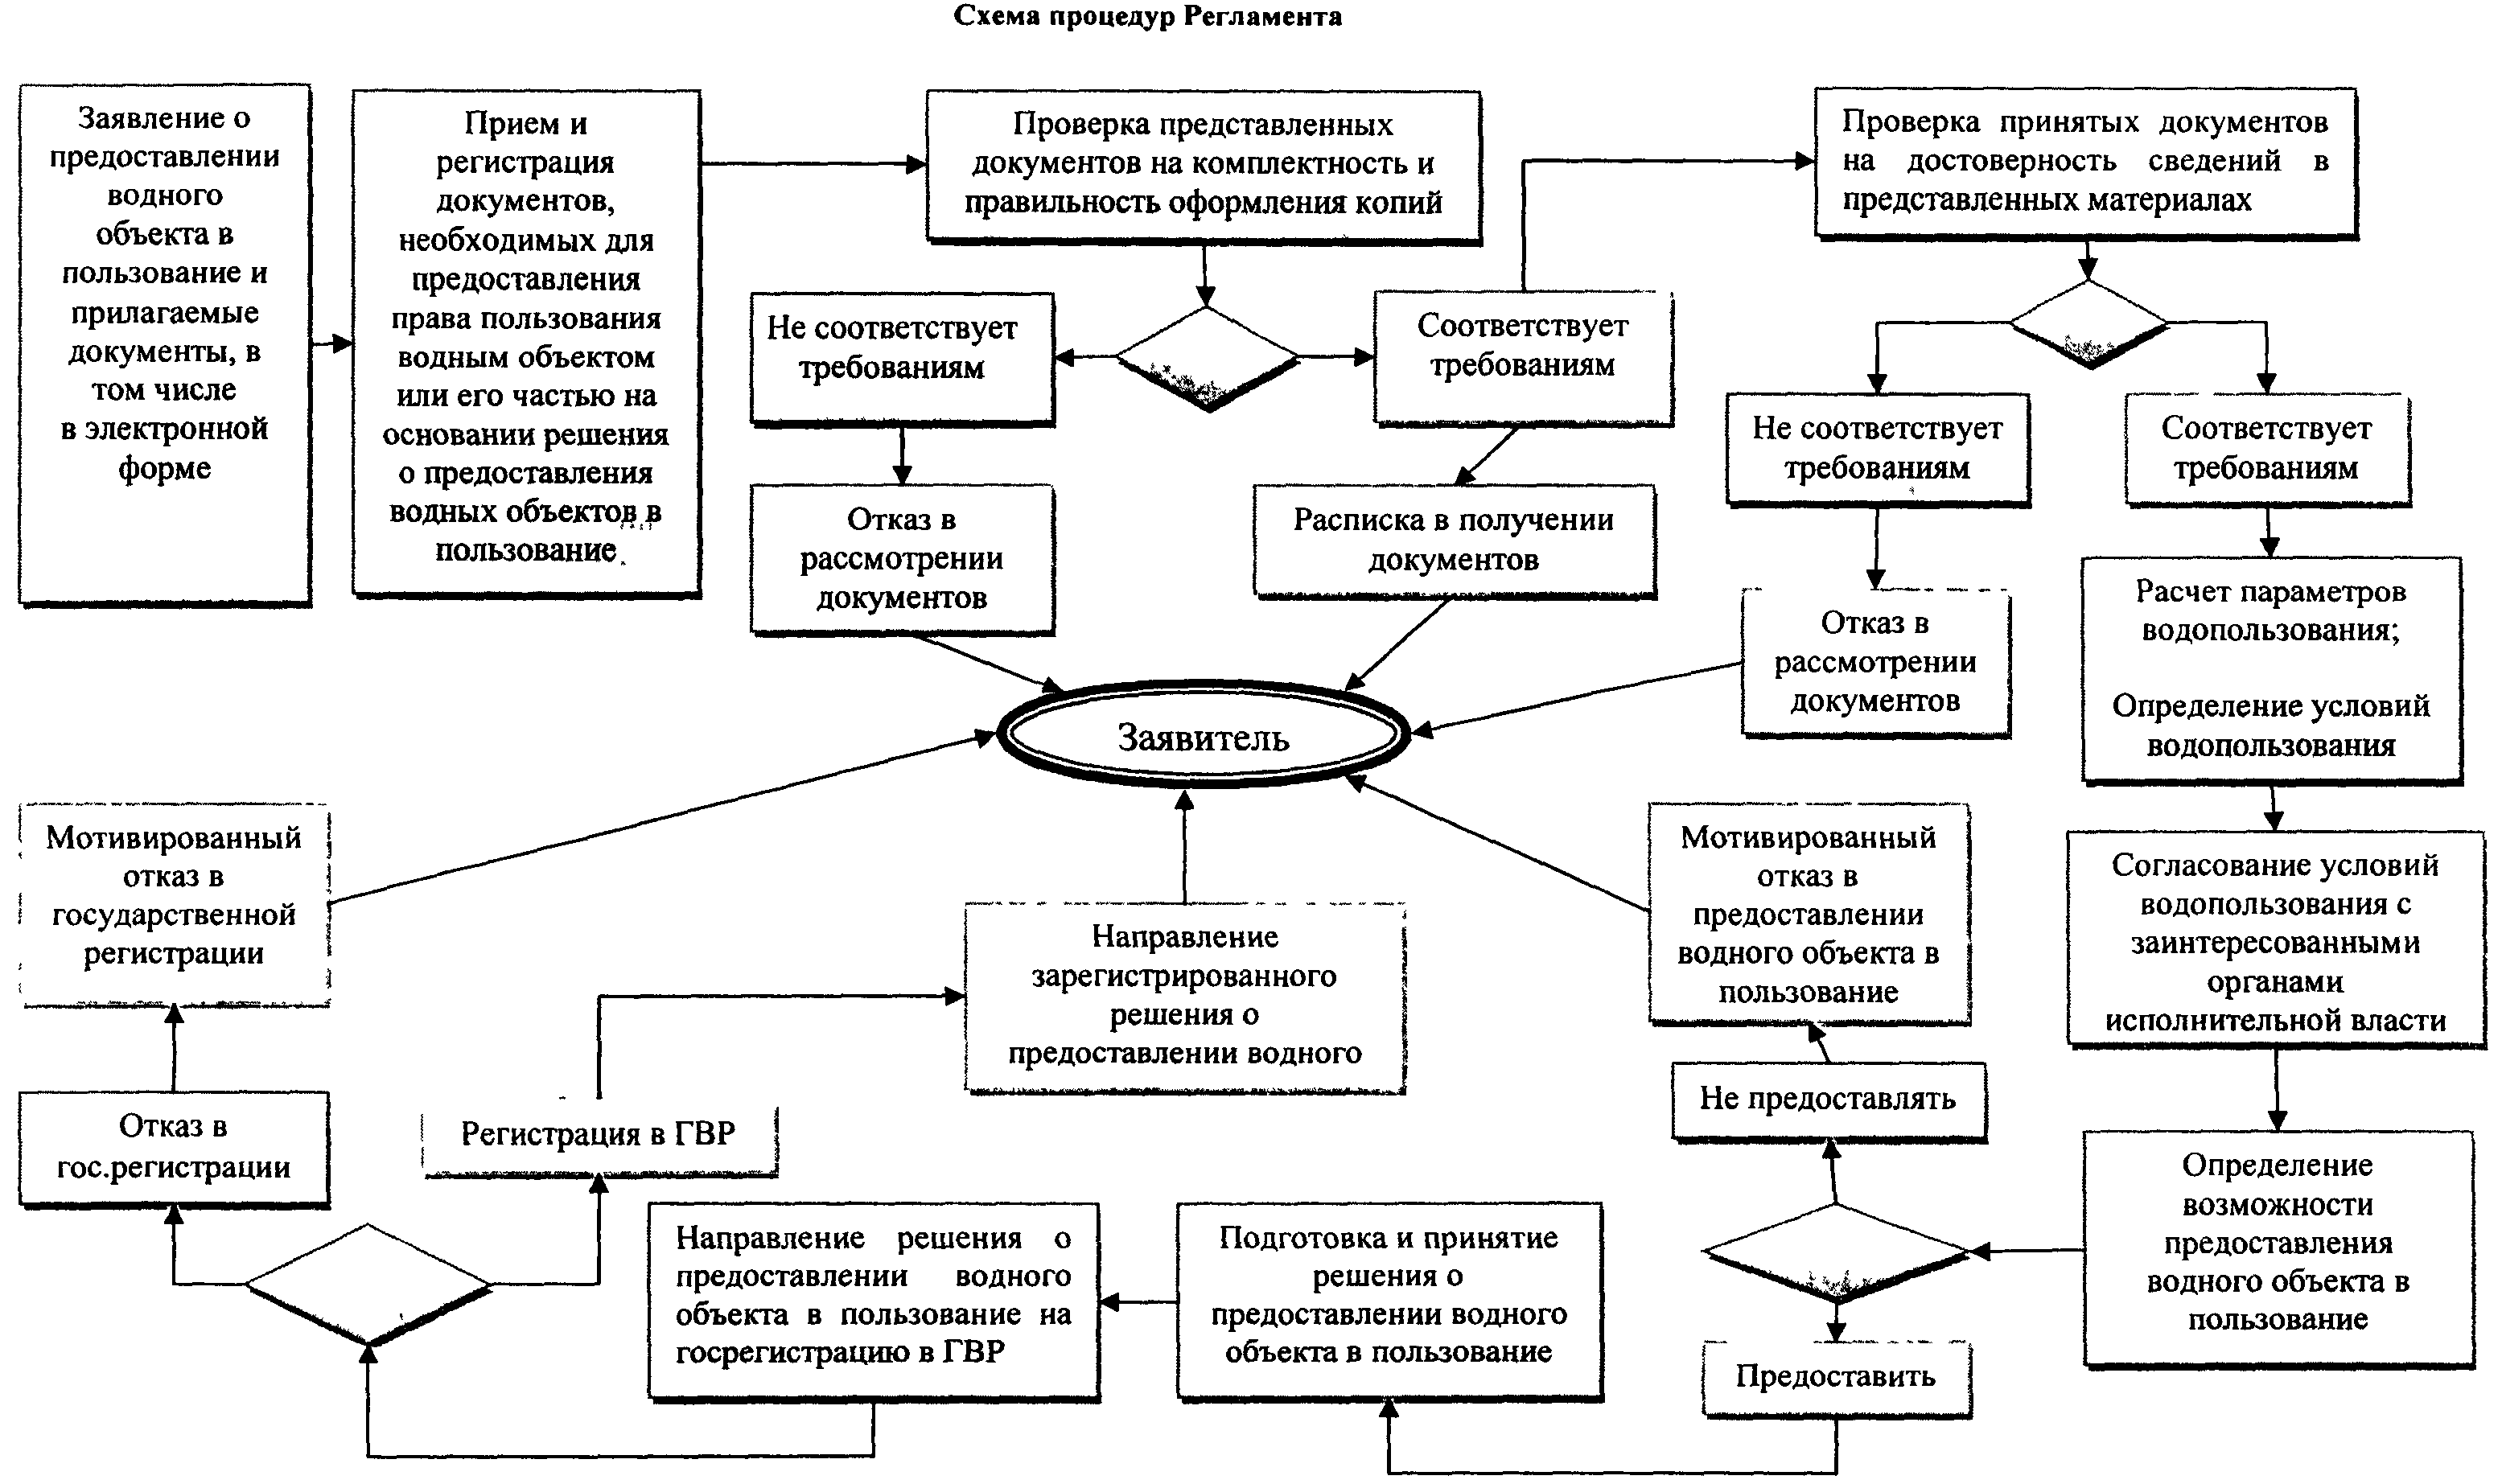 Схема процедур Регламента
Заявление о
предоставлении
водного
объекта в
пользование и
прилагаемые
документы, в
том числе
в электронной
форме
Прием и
регистрация
документов,
необходимых для
предоставления
права пользования
водным объектом
или его частью на
основании решения
о предоставления
водных объектов в
пользование
Проверка представленных
документов на комплектность и
правильность оформления копий
Проверка принятых документов
на достоверность сведений в
представленных материалах
Не соответствует
требованиям
Соответствует
требованиям
Не соответствует
требованиям
Соответствует
требованиям
Отказ в
рассмотрении
документов
Расписка в получении
документов
Отказ в
рассмотрении
документов
Расчет параметров
водопользования;
Определение условий
водопользования
Заявитель
Мотивированный
отказ в
государственной
регистрации
Направление
зарегистрированного
решения о
предоставлении водного
Мотивированный
отказ в
предоставлении
водного объекта в
пользование
Согласование условий
водопользования с
заинтересованными
органами
исполнительной власти
Отказ в
гос.регистрации
Регистрация в ГВР
Не предоставлять
Направление решения о
предоставлении водного
объекта в пользование на
госрегистрацию в ГВР
Подготовка и принятие
решения о
предоставлении водного
объекта в пользование
Определение
возможности
предоставления
водного объекта в
пользование
Предоставить